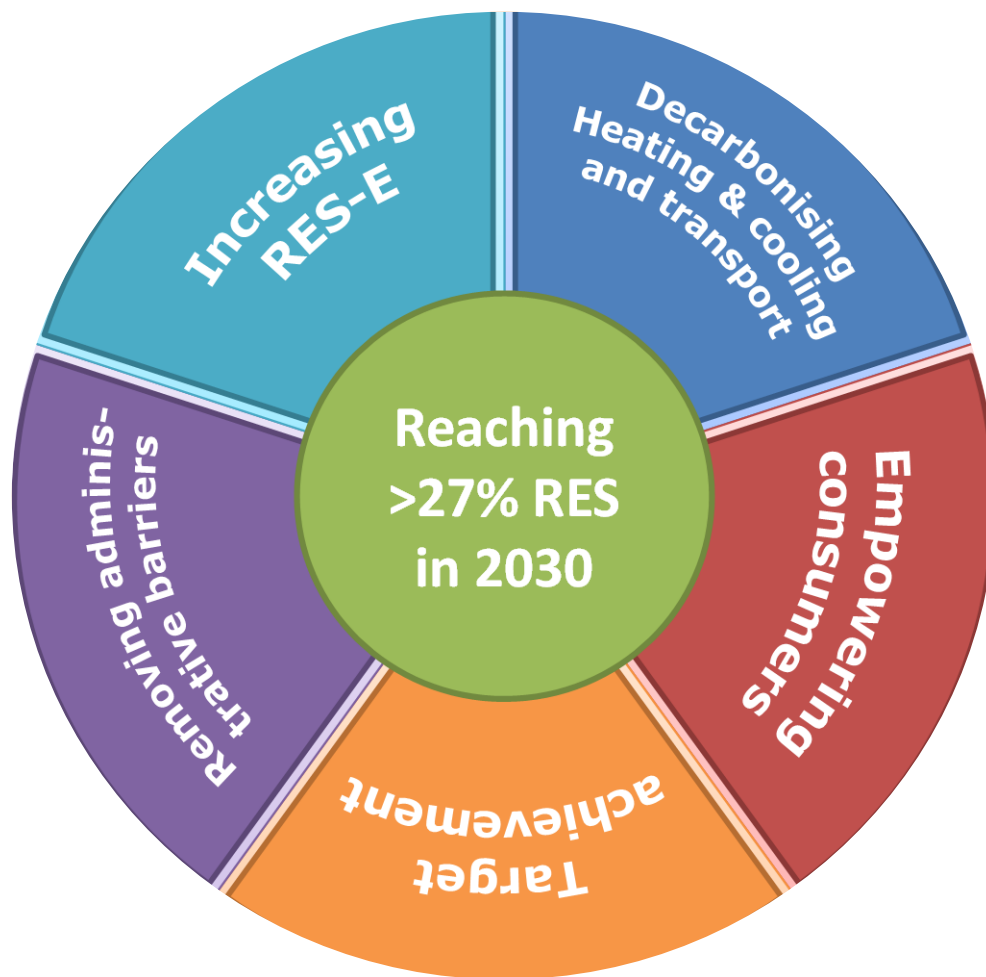 Increasing
RES-E
Decarbonising
Heating & cooling
and transport
Empowering
consumers
Target
achievement
Removing adminis-
trative barriers
Reaching
>27% RES
in 2030